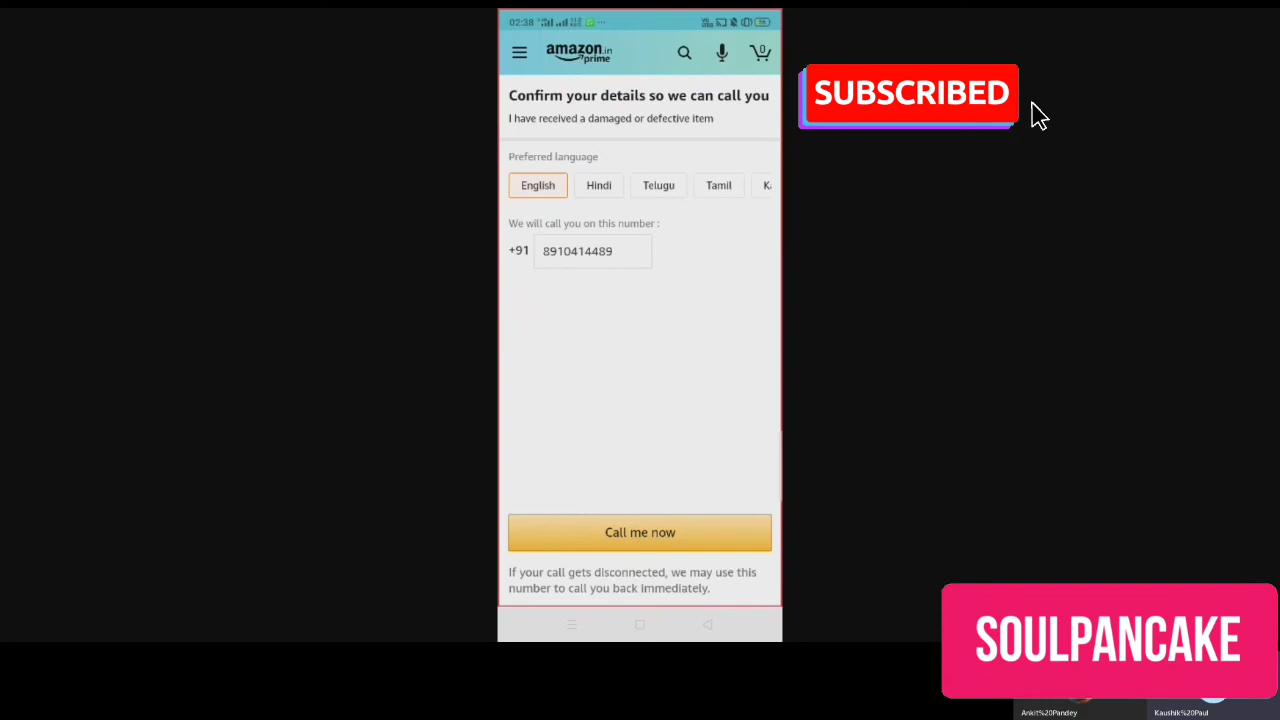 02:38
amazon.in
prime
0
Confirm your details so we can call you
I have received a damaged or defective item
Preferred language
English Hindi Telugu Tamil
We will call you on this number :
+91 8910414489
Call me now
If your call gets disconnected, we may use this
number to call you back immediately.
SUBSCRIBED
SOULPANCAKE
Ankit%20Pandey Kaushik%20Paul